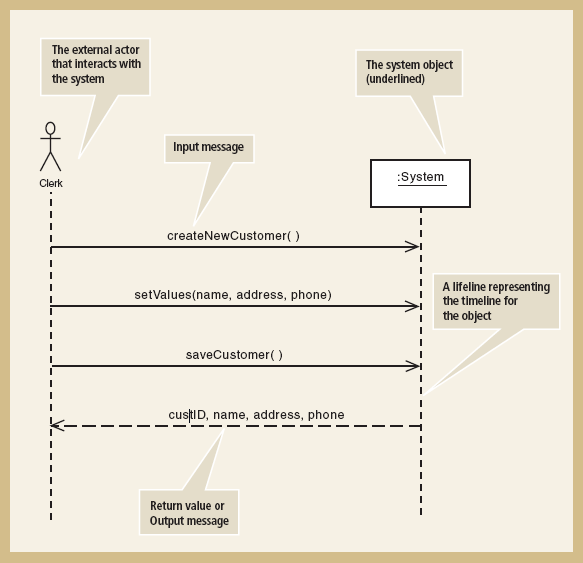 The external actor
that interacts with
the system
The system object
(underlined)
Input message
Clerk
:System
createNewCustomer( )
setValues(name, address, phone)
A lifeline representing
the timeline for
the object
saveCustomer( )
custID, name, address, phone
Return value or
Output message